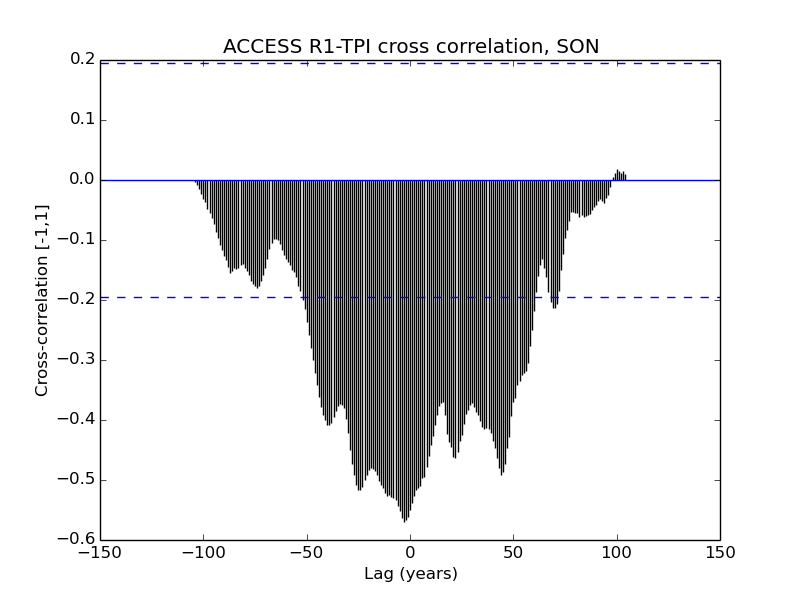 ACCESS R1-TPI cross correlation, SON
0.2
0.1
0.0
−0.1
−0.2
−0.3
−0.4
−0.5
−0.6
Cross-correlation [-1,1]
−150 −100 −50 0 50 100 150
Lag (years)